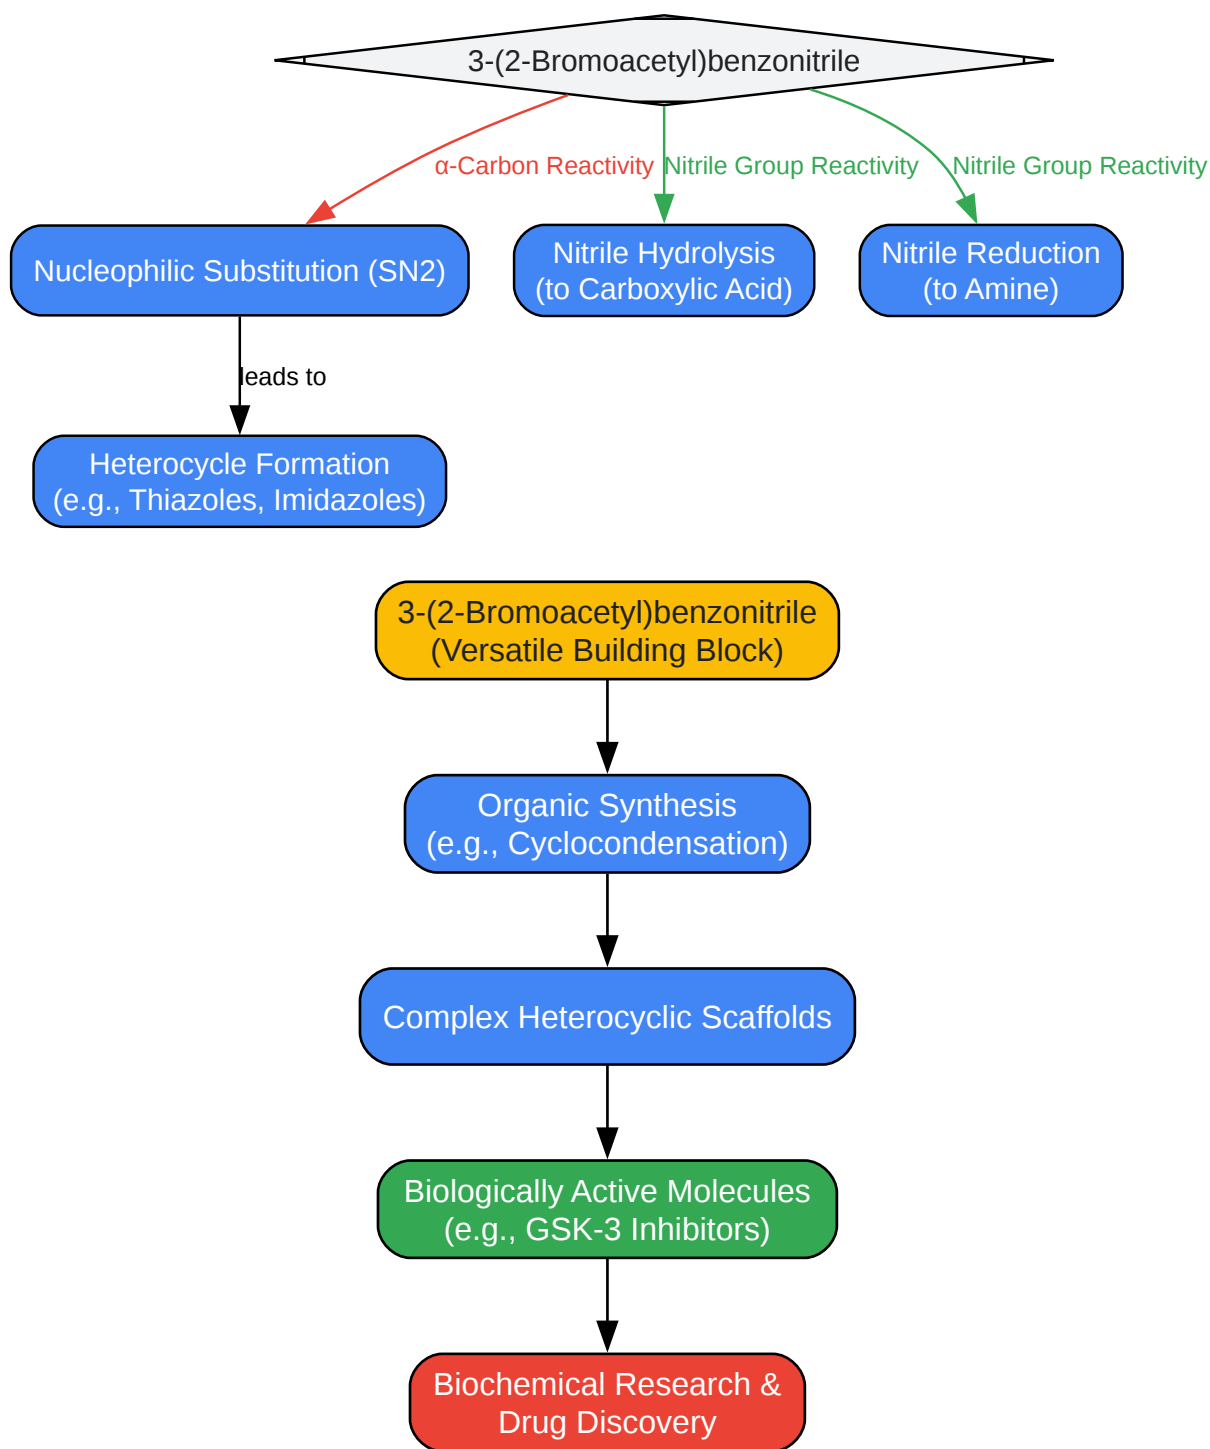 3-(2-Bromoacetyl)benzonitrile
α-Carbon Reactivity
Nitrile Group Reactivity
Nitrile Group Reactivity
Nucleophilic Substitution (SN2)
Nitrile Hydrolysis
(to Carboxylic Acid)
Nitrile Reduction
(to Amine)
leads to
Heterocycle Formation
(e.g., Thiazoles, Imidazoles)
3-(2-Bromoacetyl)benzonitrile
(Versatile Building Block)
Organic Synthesis
(e.g., Cyclocondensation)
Complex Heterocyclic Scaffolds
Biologically Active Molecules
(e.g., GSK-3 Inhibitors)
Biochemical Research &
Drug Discovery